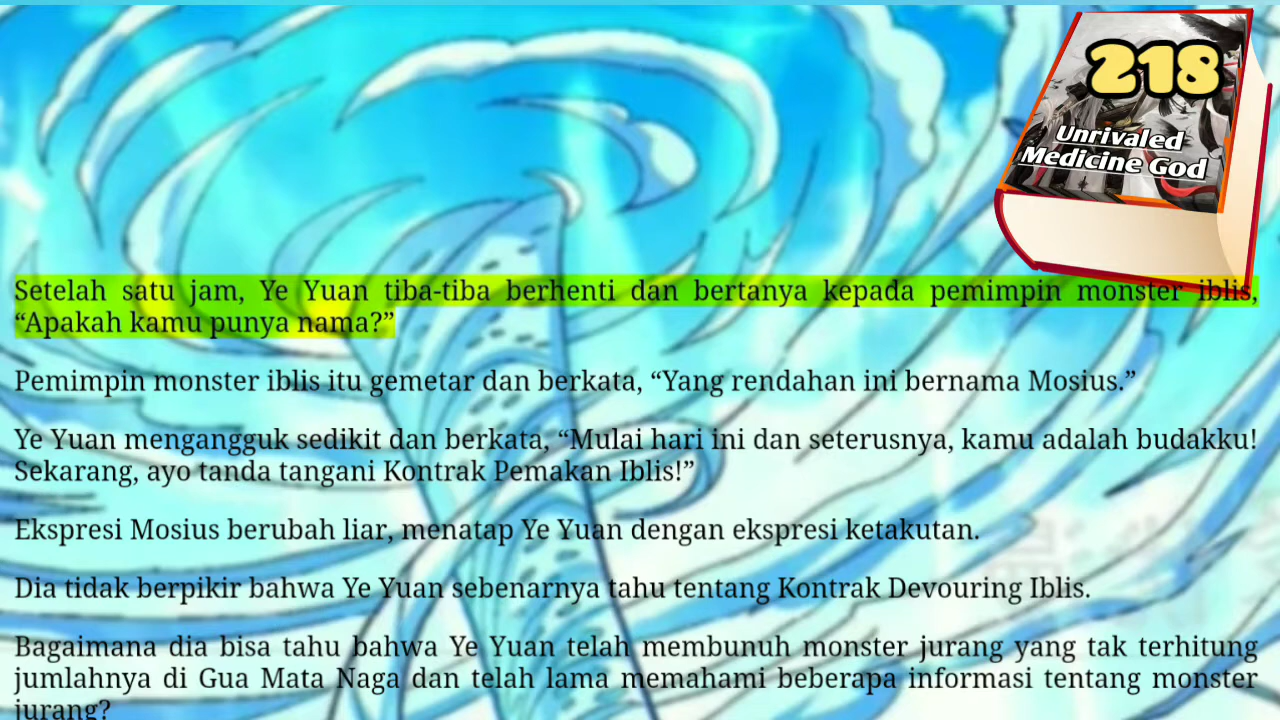 218
Unrivaled
Medicine God
Setelah satu jam, Ye Yuan tiba-tiba berhenti dan bertanya kepada pemimpin monster iblis,
“Apakah kamu punya nama?”
Pemimpin monster iblis itu gemetar dan berkata, “Yang rendahan ini bernama Mosius.”
Ye Yuan mengangguk sedikit dan berkata, “Mulai hari ini dan seterusnya, kamu adalah budakku!
Sekarang, ayo tanda tangani Kontrak Pemakan Iblis!”
Ekspresi Mosius berubah liar, menatap Ye Yuan dengan ekspresi ketakutan.
Dia tidak berpikir bahwa Ye Yuan sebenarnya tahu tentang Kontrak Devouring Iblis.
Bagaimana dia bisa tahu bahwa Ye Yuan telah membunuh monster jurang yang tak terhitung
jumlahnya di Gua Mata Naga dan telah lama memahami beberapa informasi tentang monster
jurang?